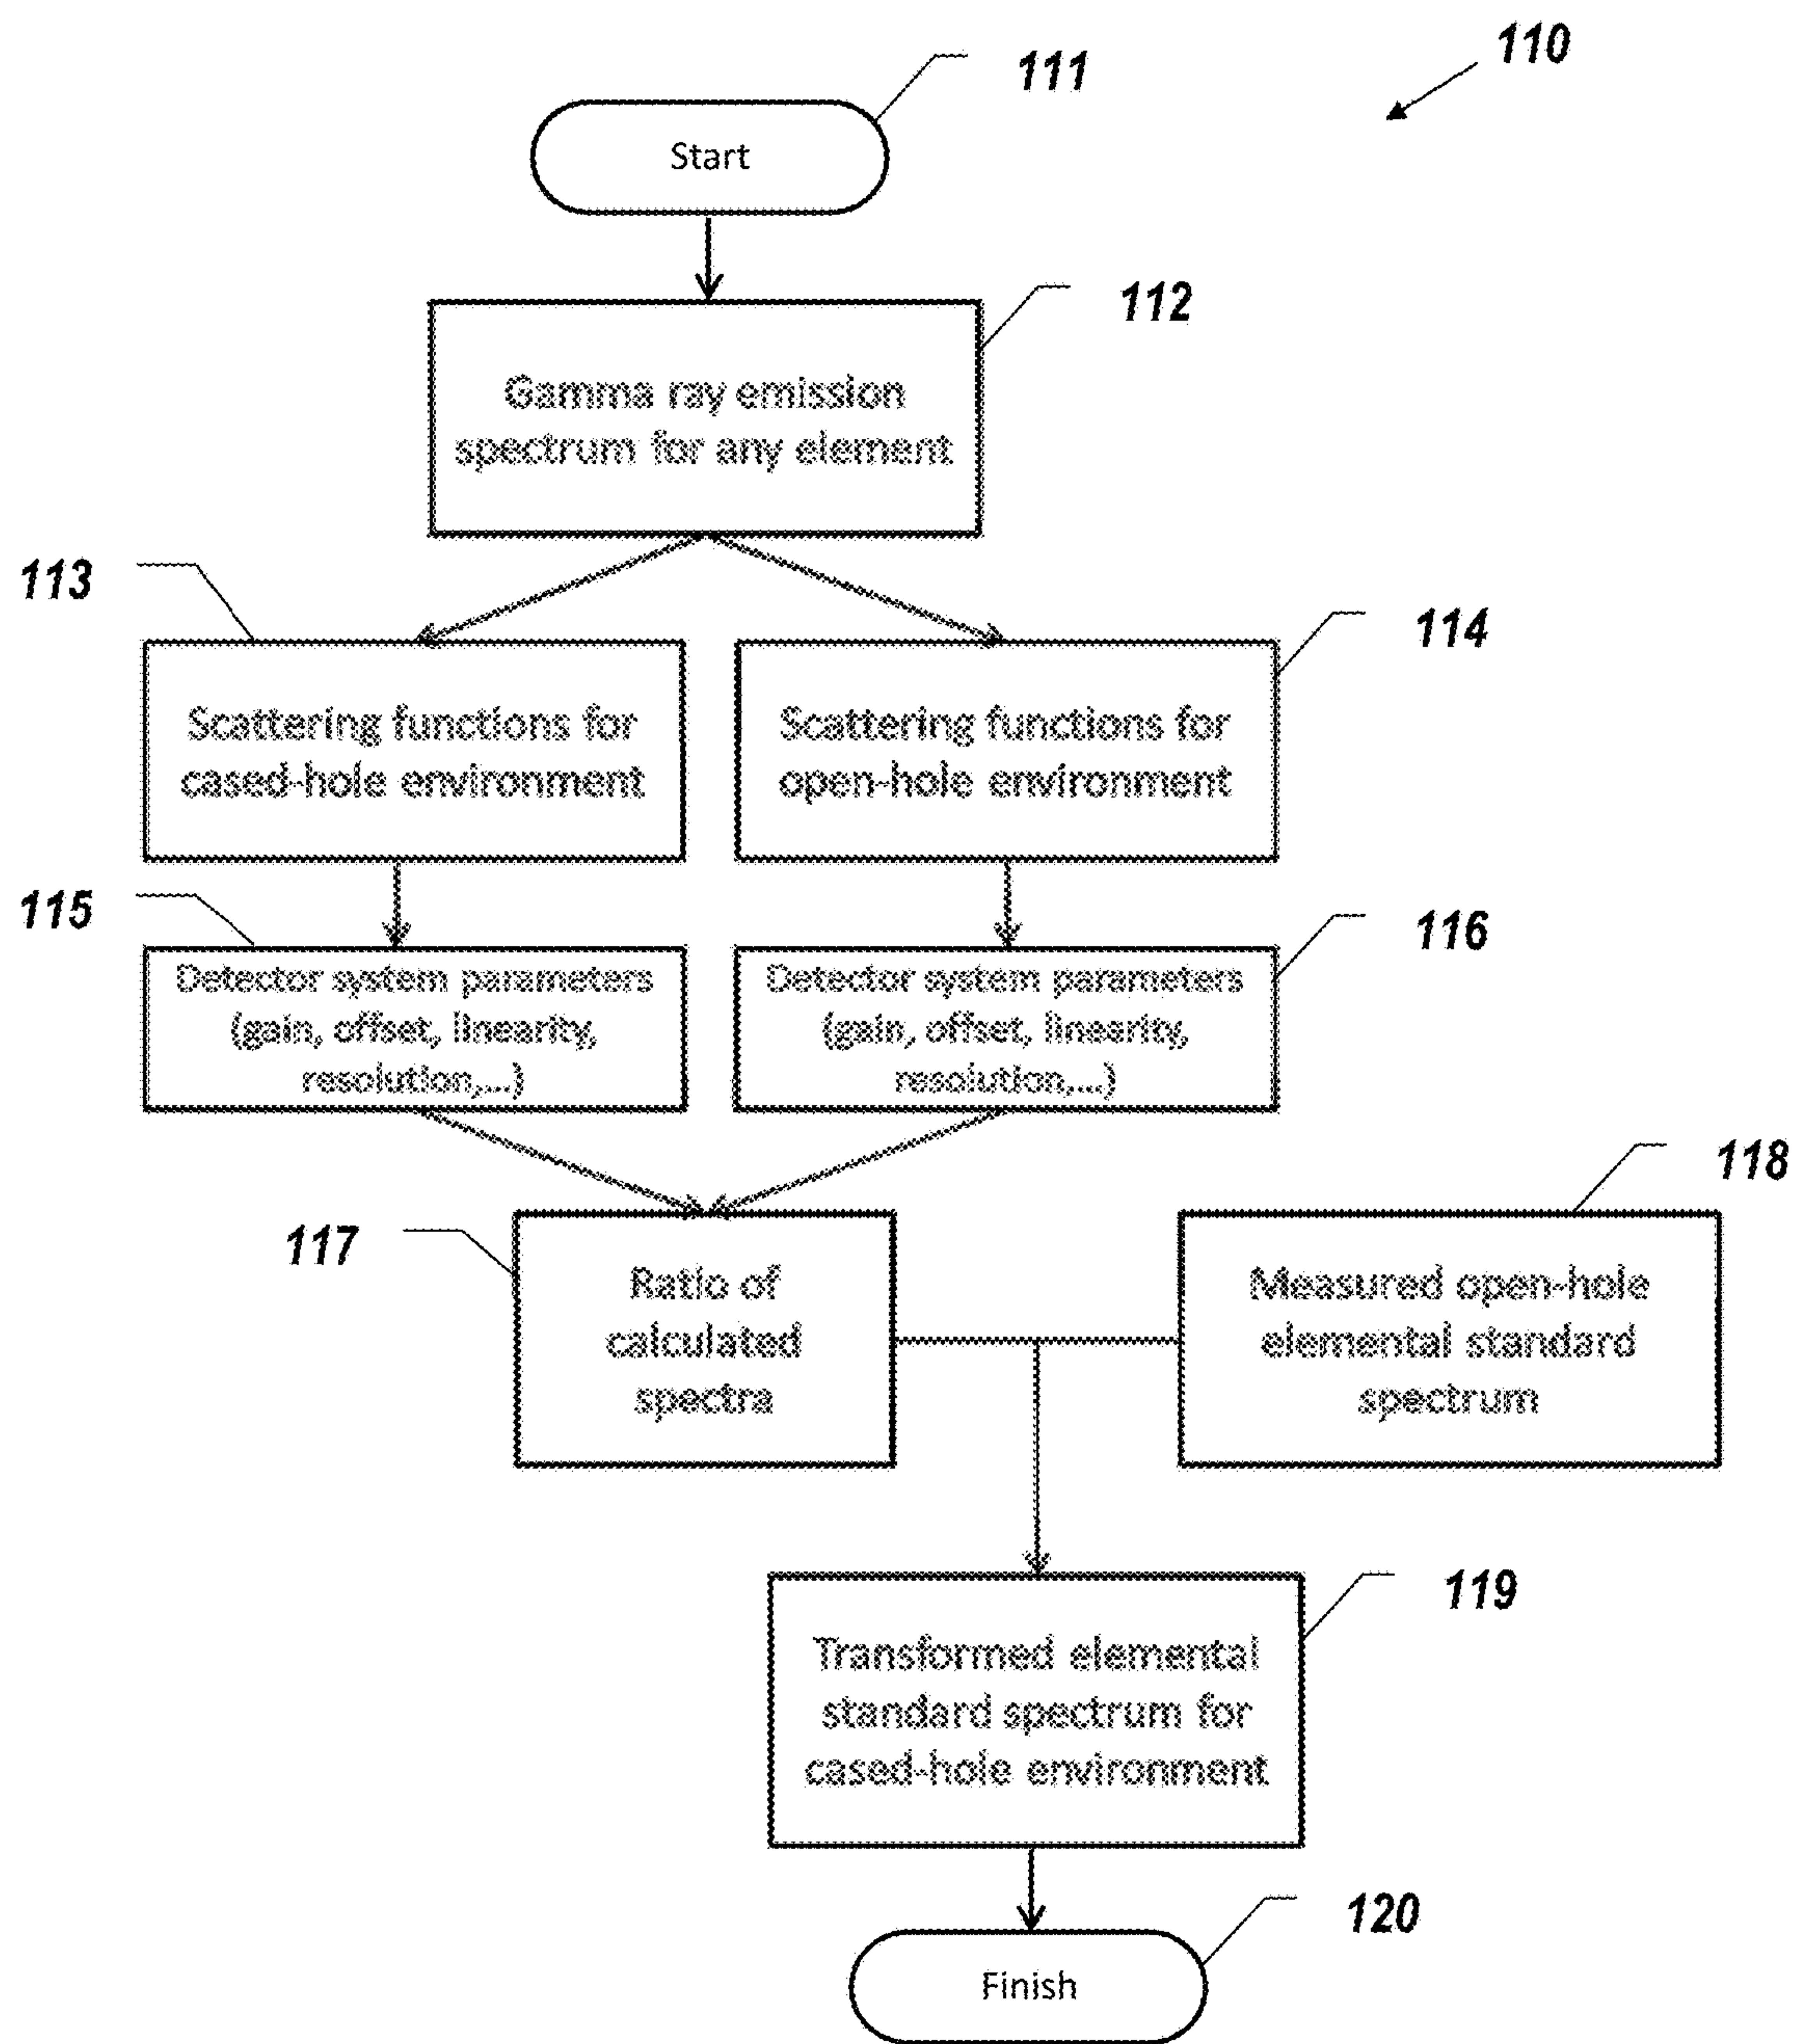 110
111
Start
112
Gamma ray emission
spectrum for any element
113
Scattering functions for
cased-hole environment
114
Scattering functions for
open-hole environment
115
Detector system parameters
(gain, offset, linearity,
resolution,...)
116
Detector system parameters
(gain, offset, linearity,
resolution,....)
117
Ratio of
calculated
spectra
118
Measured open-hole
elemental standard
spectrum
119
Transformed elemental
standard spectrum for
cased-hole environment
120
Finish